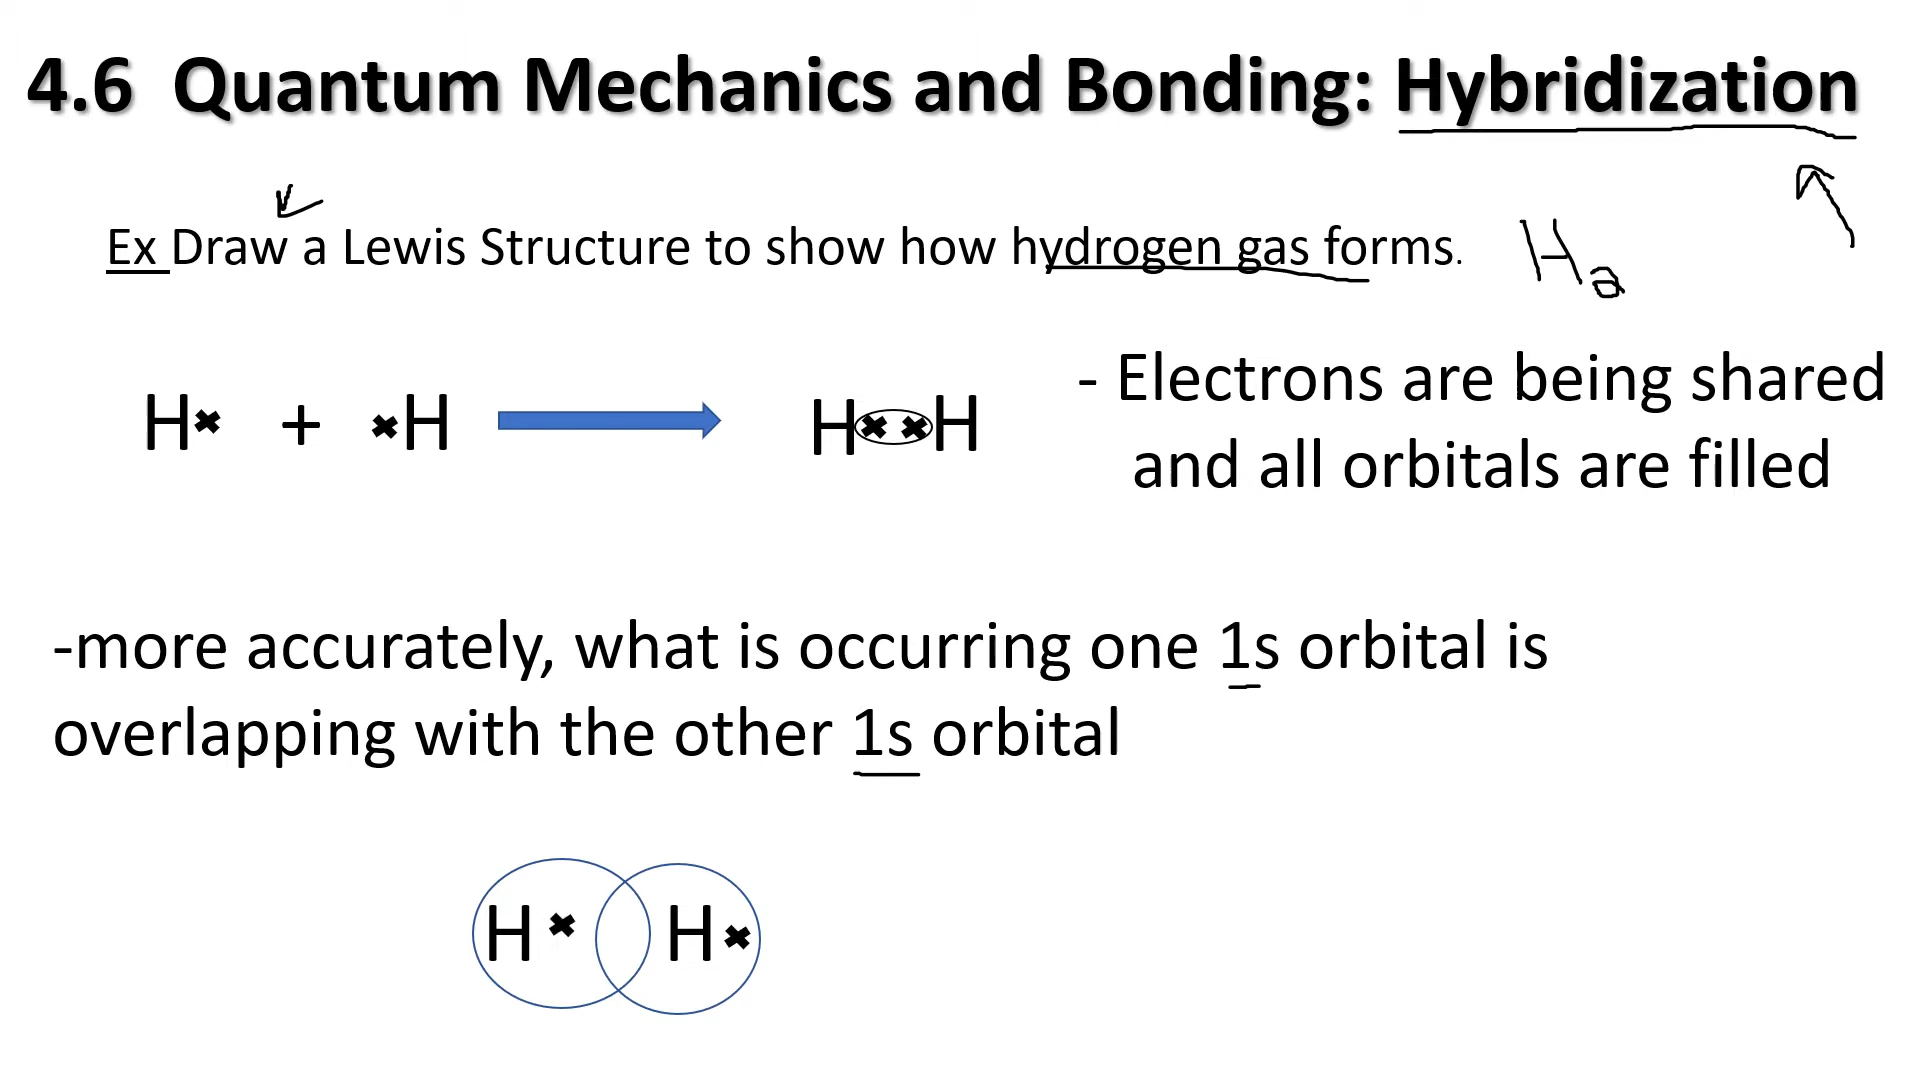 4.6 Quantum Mechanics and Bonding: Hybridization
Ex Draw a Lewis Structure to show how hydrogen gas forms. H2
H + H H H
- Electrons are being shared
and all orbitals are filled
-more accurately, what is occurring one 1s orbital is
overlapping with the other 1s orbital
H H